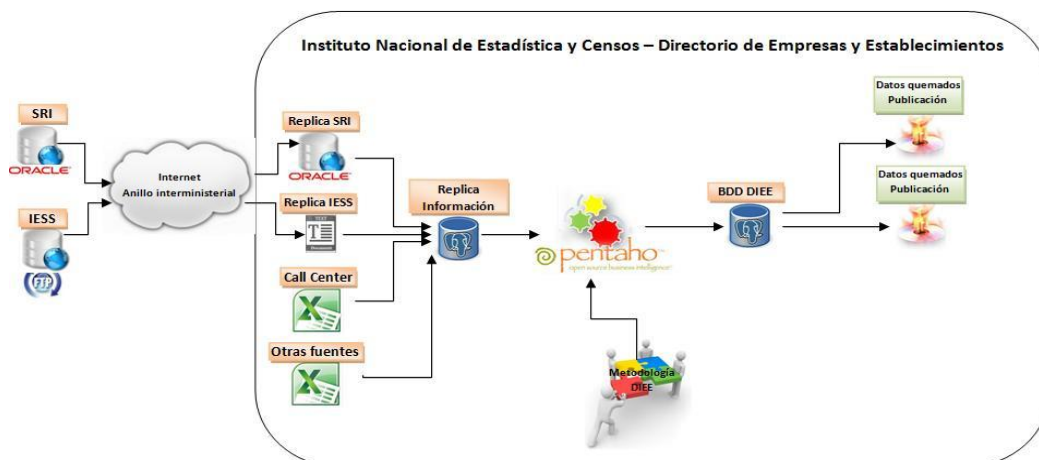 Instituto Nacional de Estadística y Censos – Directorio de Empresas y Establecimientos
SRI
ORACLE
IESS
FTP
Internet
Anillo interministerial
Replica SRI
ORACLE
Replica IESS
TEXT
T
Document
Call Center
Otras fuentes
Replica
Información
pentaho
open source business intelligence™
Metodología
DIEE
BDD DIEE
Datos quemados
Publicación
Datos quemados
Publicación